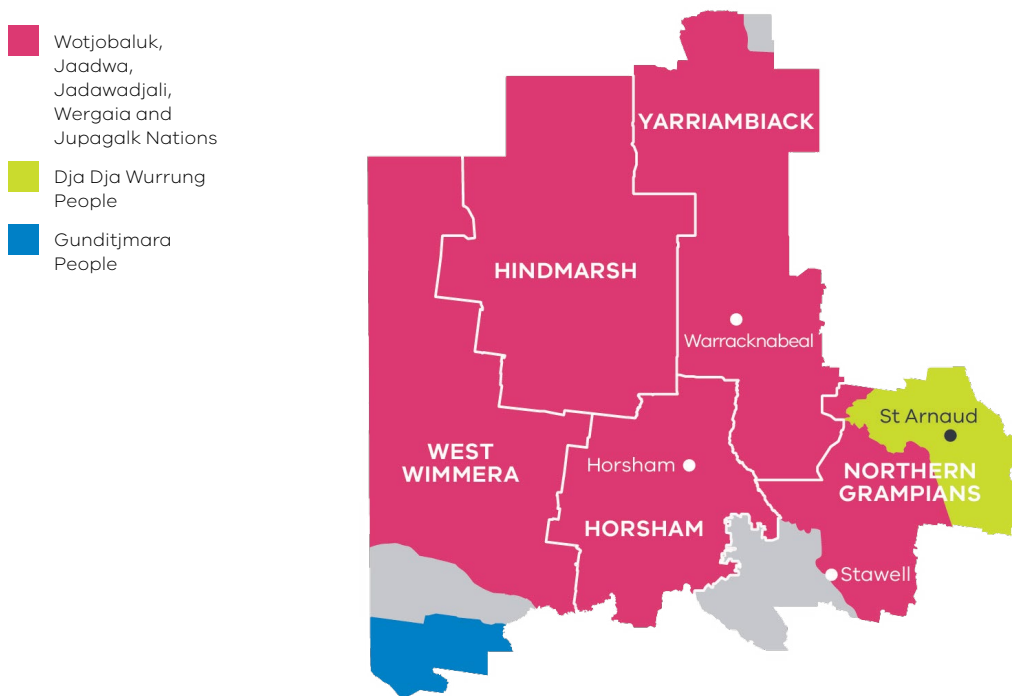 Wotjobaluk,
Jaadwa,
Jadawadjali,
Wergaia and
Jupagalk Nations
Dja Dja Wurrung
People
Gunditjmara
People
YARRIAMBIACK
HINDMARSH
Warracknabeal
St Arnaud
WEST
WIMMERA
Horsham
NORTHERN
GRAMPIANS
HORSHAM
Stawell